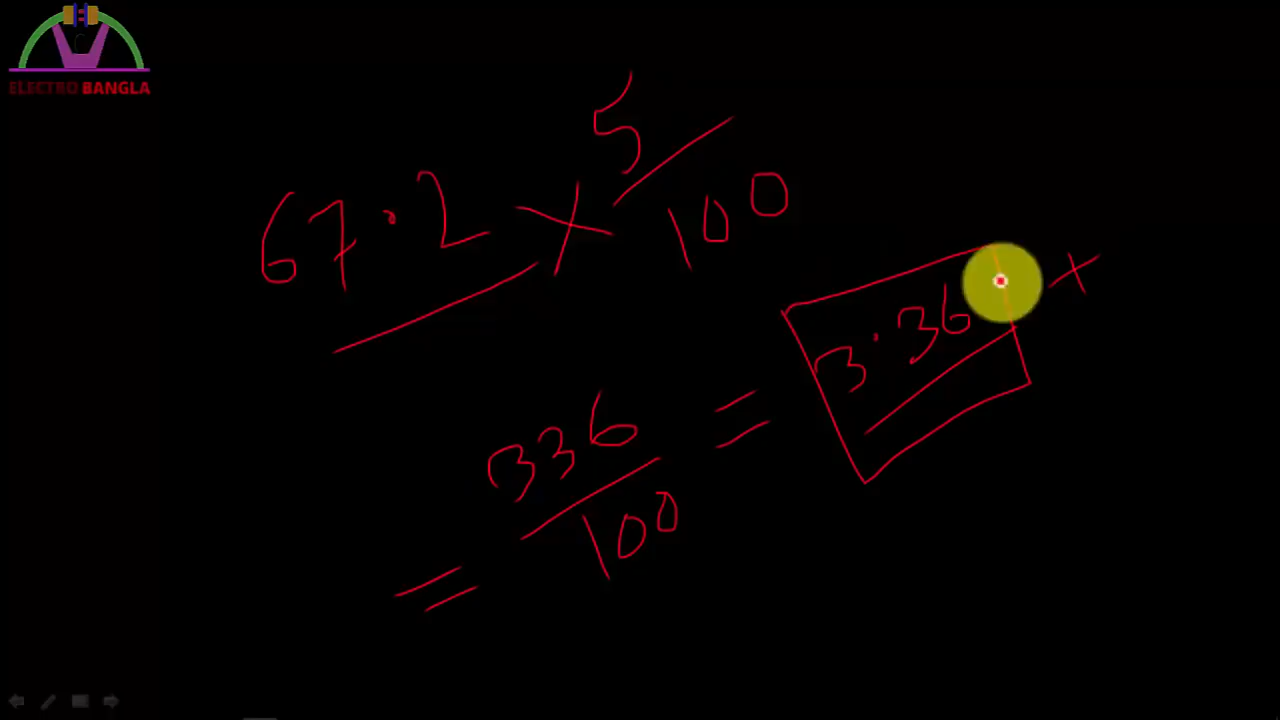 ELECTRO BANGLA
67.2 × 5/100
= 336/100 = 3.36 +